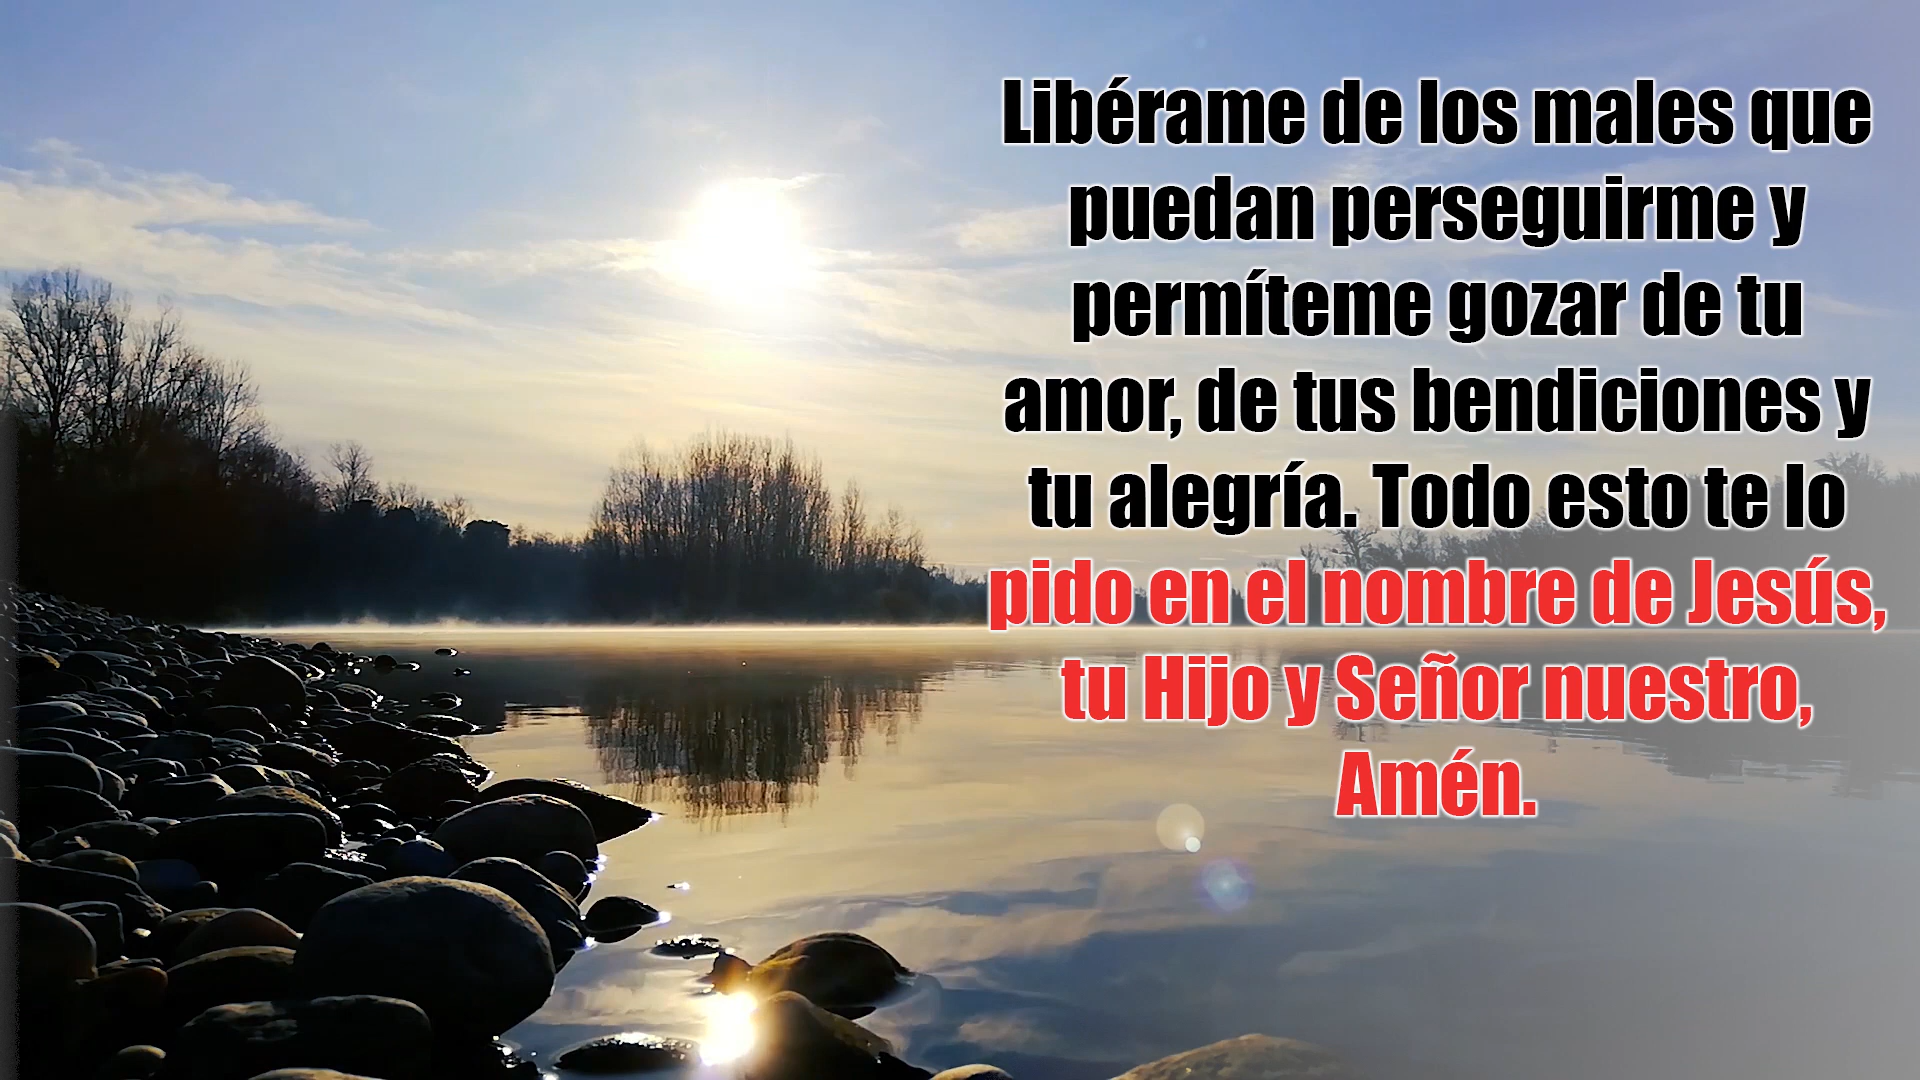 Libérame de los males que
puedan perseguirme y
permíteme gozar de tu
amor, de tus bendiciones y
tu alegría. Todo esto te lo
pido en el nombre de Jesús,
tu Hijo y Señor nuestro,
Amén.